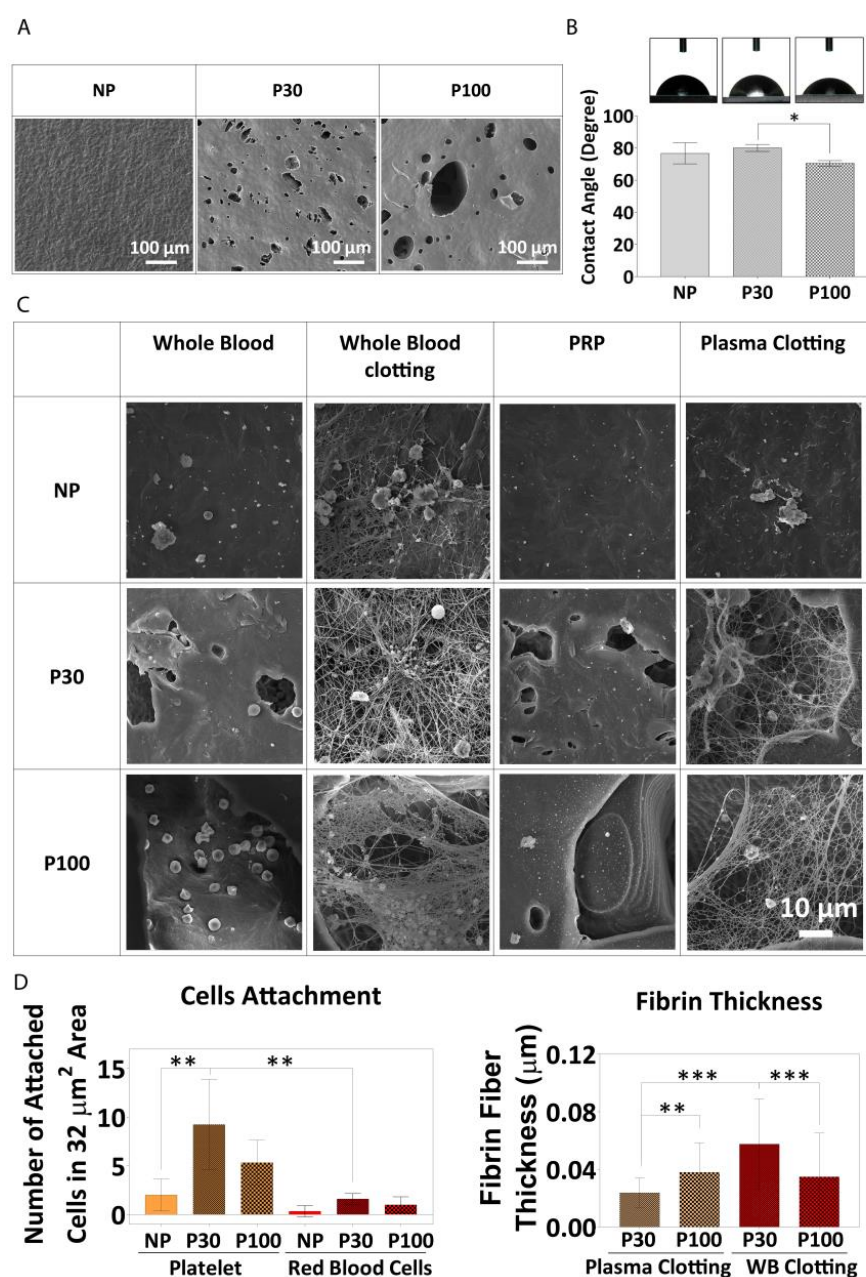 A
NP P30 P100
100 µm 100 µm 100 µm
B
*
Contact Angle (Degree)
100
80
60
40
20
0
NP P30 P100
C
Whole Blood Whole Blood clotting PRP Plasma Clotting
NP
P30
P100
10 µm
D
Cells Attachment
Number of Attached
Cells in 32 µm² Area
15
10
5
0
** **
NP P30 P100 NP P30 P100
Platelet Red Blood Cells
Fibrin Thickness
Fibrin Fiber
Thickness (µm)
0.12
0.08
0.04
0.00
*** ***
**
P30 P100 P30 P100
Plasma Clotting WB Clotting